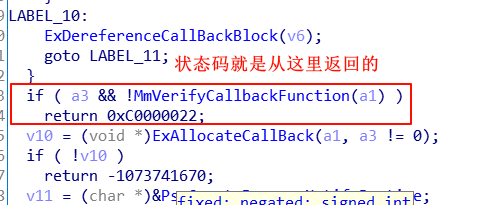 LABEL_10:
ExDereferenceCallBackBlock(v6);
goto LABEL_11;
}
状态码就是从这里返回的
if ( a3 && !MmVerifyCallbackFunction(a1) )
return 0xC0000022;
v10 = (void *)ExAllocateCallBack(a1, a3 != 0);
if ( !v10 )
return -1073741670;
v11 = (char *)&Ps
fixed: negated: signed int